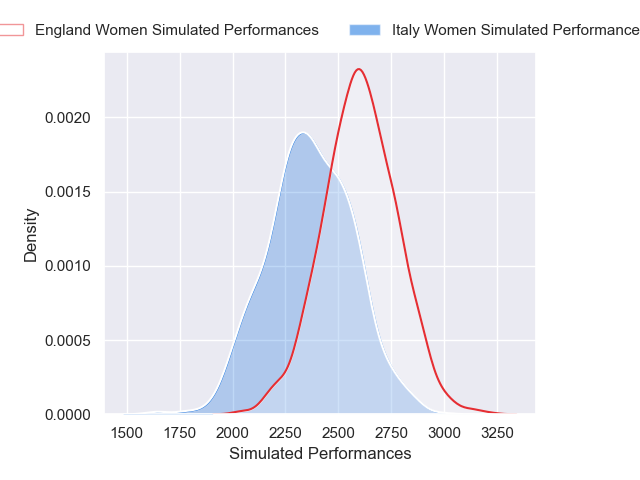 England Women Simulated Performances Italy Women Simulated Performance
0.0020
0.0015
0.0010
0.0005
0.0000
Density
1500 1750 2000 2250 2500 2750 3000 3250
Simulated Performances